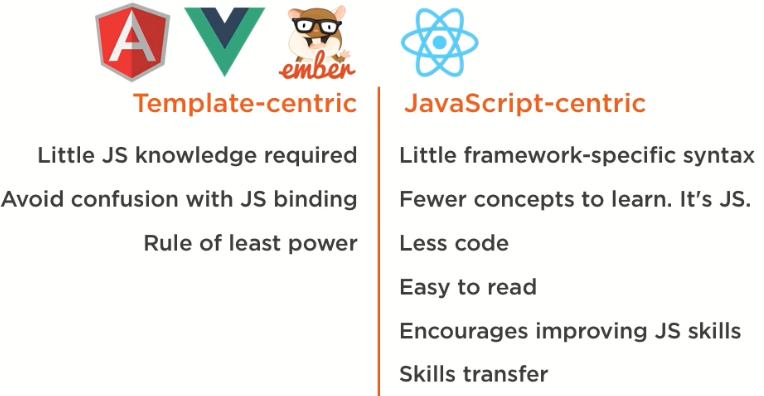 ember
Template-centric
Little JS knowledge required
Avoid confusion with JS binding
Rule of least power
JavaScript-centric
Little framework-specific syntax
Fewer concepts to learn. It's JS.
Less code
Easy to read
Encourages improving JS skills
Skills transfer